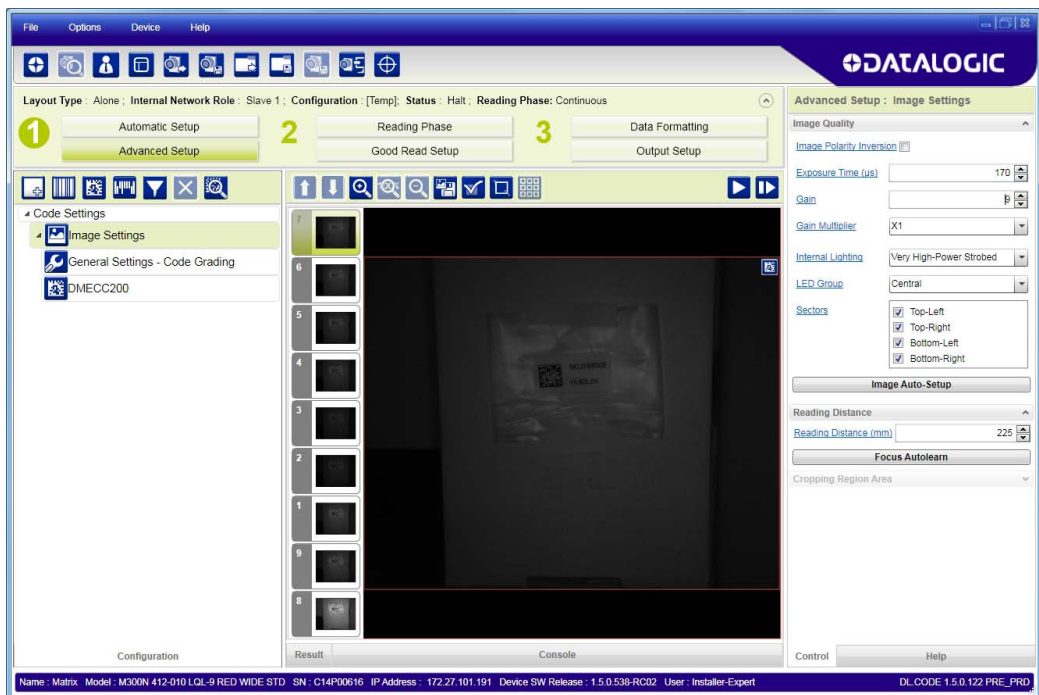 File Options Device Help
DATALOGIC
Layout Type : Alone ; Internal Network Role : Slave 1 ; Configuration : [Temp]; Status : Halt ; Reading Phase: Continuous
1 Automatic Setup 2 Reading Phase 3 Data Formatting
Advanced Setup Good Read Setup Output Setup
Code Settings
Image Settings
General Settings - Code Grading
DMECC200
Configuration
7
6
5
4
3
2
1
9
8
Result Console
Advanced Setup : Image Settings
Image Quality
Image Polarity Inversion
Exposure Time (µs) 170
Gain 9
Gain Multiplier X1
Internal Lighting Very High-Power Strobed
LED Group Central
Sectors Top-Left
Top-Right
Bottom-Left
Bottom-Right
Image Auto-Setup
Reading Distance
Reading Distance (mm) 225
Focus Autolearn
Cropping Region Area
Control Help
Name : Matrix Model : M300N 412-010 LQL-9 RED WIDE STD SN : C14P00616 IP Address : 172.27.101.191 Device SW Release : 1.5.0.538-RC02 User : Installer-Expert DL.CODE 1.5.0.122 PRE_PRD